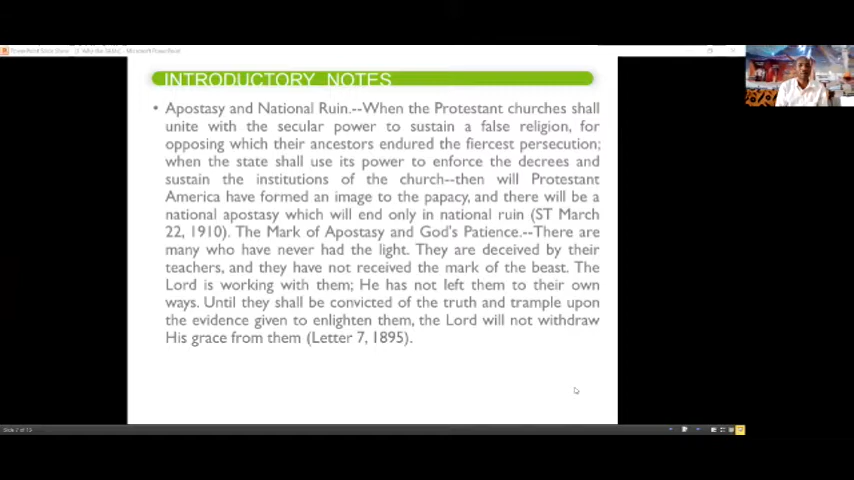 INTRODUCTORY NOTES
• Apostasy and National Ruin.--When the Protestant churches shall
unite with the secular power to sustain a false religion, for
opposing which their ancestors endured the fiercest persecution;
when the state shall use its power to enforce the decrees and
sustain the institutions of the church--then will Protestant
America have formed an image to the papacy, and there will be a
national apostasy which will end only in national ruin (ST March
22, 1910). The Mark of Apostasy and God's Patience.--There are
many who have never had the light. They are deceived by their
teachers, and they have not received the mark of the beast. The
Lord is working with them; He has not left them to their own
ways. Until they shall be convicted of the truth and trample upon
the evidence given to enlighten them, the Lord will not withdraw
His grace from them (Letter 7, 1895).